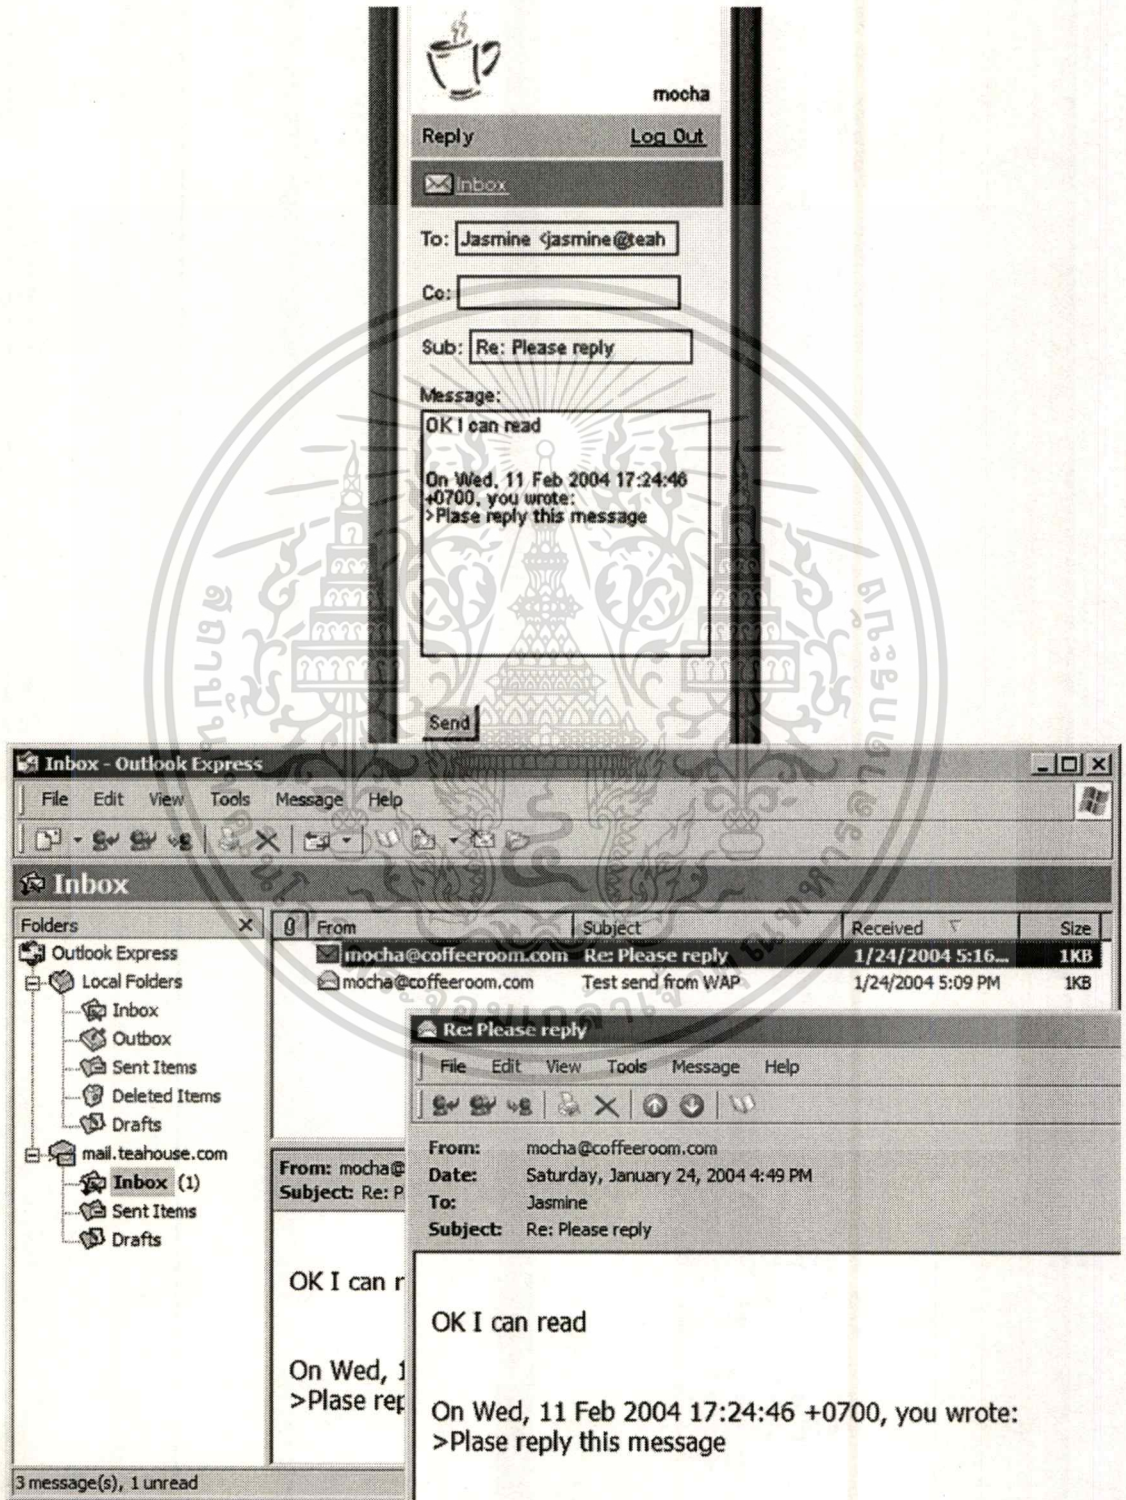 mocha
Reply Log Out
Inbox
To: Jasmine <jasmine@teah
Cc:
Sub: Re: Please reply
Message:
OK I can read
On Wed, 11 Feb 2004 17:24:46
+0700, you wrote:
>Plase reply this message
Send
Inbox - Outlook Express
File Edit View Tools Message Help
Inbox
Folders
From Subject Received Size
Outlook Express
mocha@coffeeroom.com Re: Please reply 1/24/2004 5:16... 1KB
Local Folders
mocha@coffeeroom.com Test send from WAP 1/24/2004 5:09 PM 1KB
Inbox
Outbox
Sent Items
Deleted Items
Drafts
mail.teahouse.com
Inbox (1)
Sent Items
Drafts
3 message(s), 1 unread
From: mocha@
Subject: Re: P
OK I can r
On Wed, 1
>Plase rep
Re: Please reply
File Edit View Tools Message Help
From: mocha@coffeeroom.com
Date: Saturday, January 24, 2004 4:49 PM
To: Jasmine
Subject: Re: Please reply
OK I can read
On Wed, 11 Feb 2004 17:24:46 +0700, you wrote:
>Plase reply this message